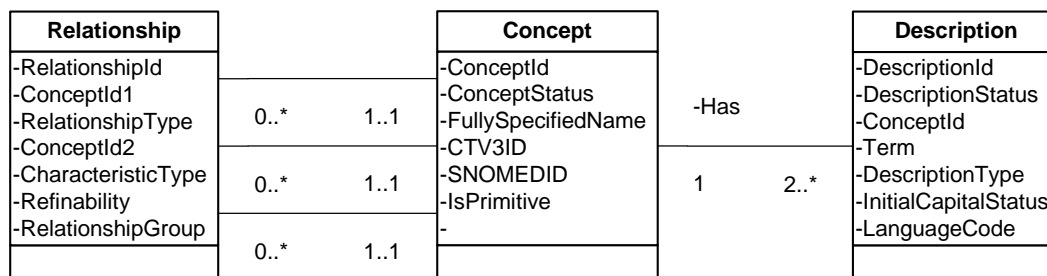 Relationship
-RelationshipId
-ConceptId1
-RelationshipType
-ConceptId2
-CharacteristicType
-Refinability
-RelationshipGroup
0..* 1..1
0..* 1..1
0..* 1..1
Concept
-ConceptId
-ConceptStatus
-FullySpecifiedName
-CTV3ID
-SNOMEDID
-IsPrimitive
-
-Has
1 2..*
Description
-DescriptionId
-DescriptionStatus
-ConceptId
-Term
-DescriptionType
-InitialCapitalStatus
-LanguageCode